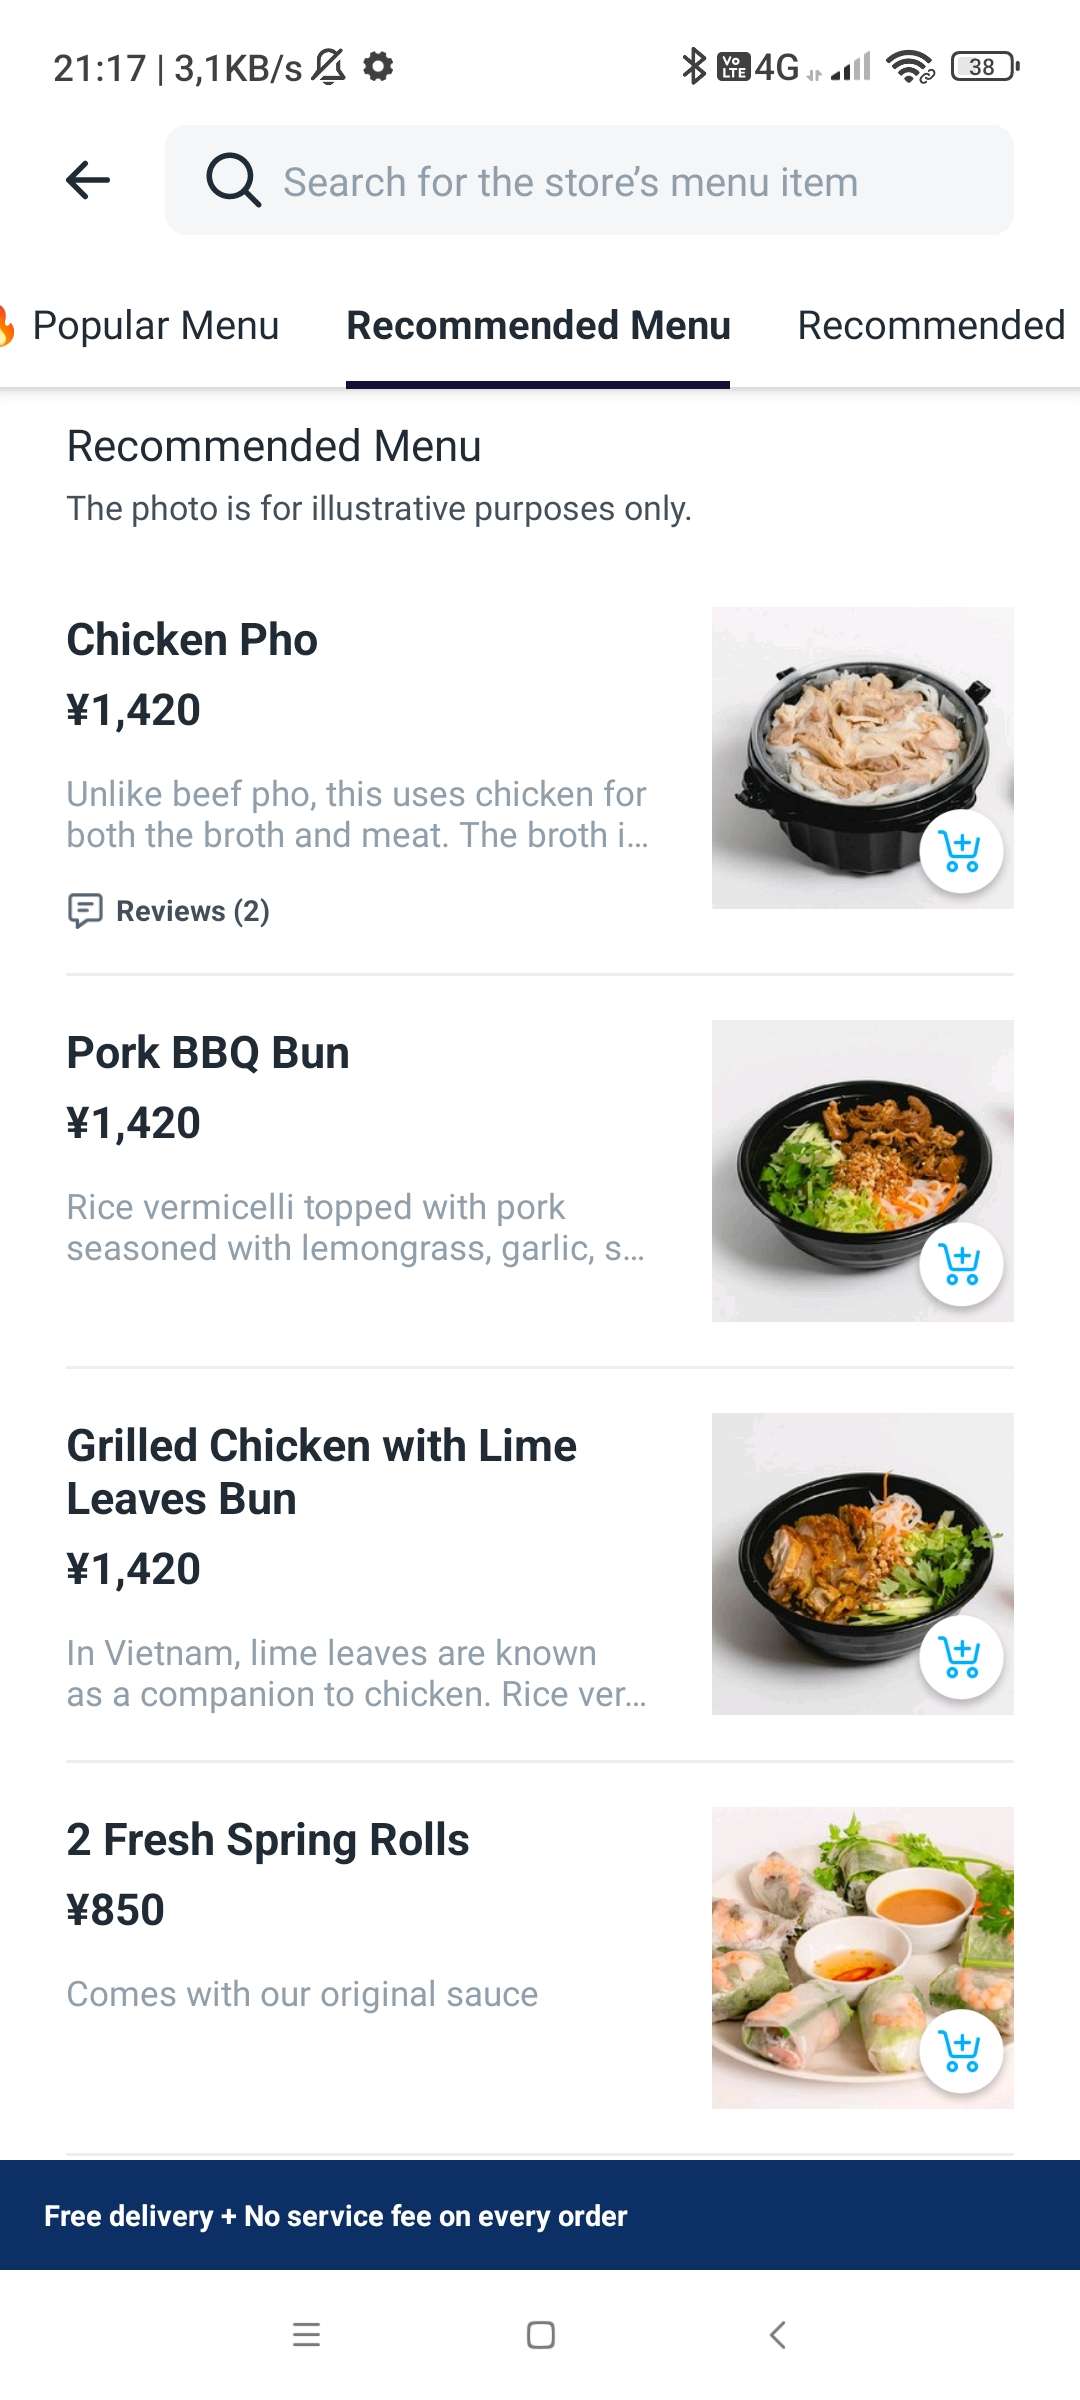 21:17 | 3,1KB/s Vo LTE 4G 38
Search for the store’s menu item
Popular Menu Recommended Menu Recommended
Recommended Menu
The photo is for illustrative purposes only.
Chicken Pho
¥1,420
Unlike beef pho, this uses chicken for
both the broth and meat. The broth i...
Reviews (2)
Pork BBQ Bun
¥1,420
Rice vermicelli topped with pork
seasoned with lemongrass, garlic, s...
Grilled Chicken with Lime
Leaves Bun
¥1,420
In Vietnam, lime leaves are known
as a companion to chicken. Rice ver...
2 Fresh Spring Rolls
¥850
Comes with our original sauce
Free delivery + No service fee on every order